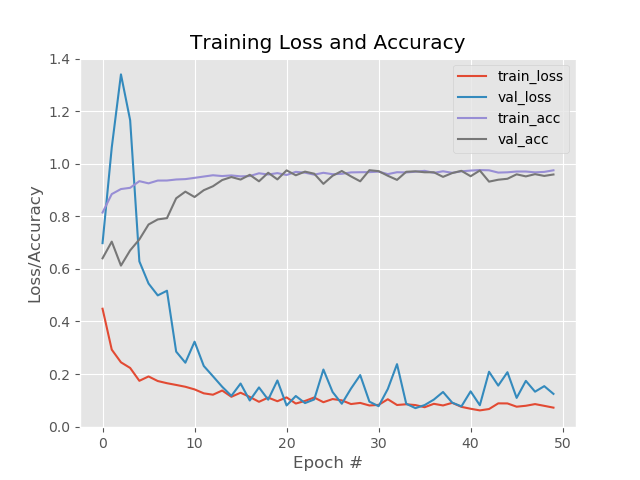 Training Loss and Accuracy
train_loss
val_loss
train_acc
val_acc
Loss/Accuracy
1.4
1.2
1.0
0.8
0.6
0.4
0.2
0.0
0 10 20 30 40 50
Epoch #